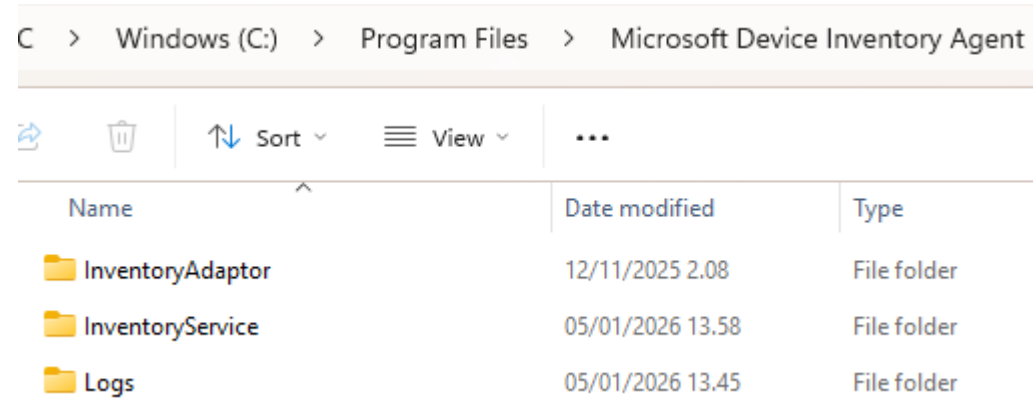 C > Windows (C:) > Program Files > Microsoft Device Inventory Agent
Sort View ...
Name Date modified Type
InventoryAdaptor 12/11/2025 2.08 File folder
InventoryService 05/01/2026 13.58 File folder
Logs 05/01/2026 13.45 File folder